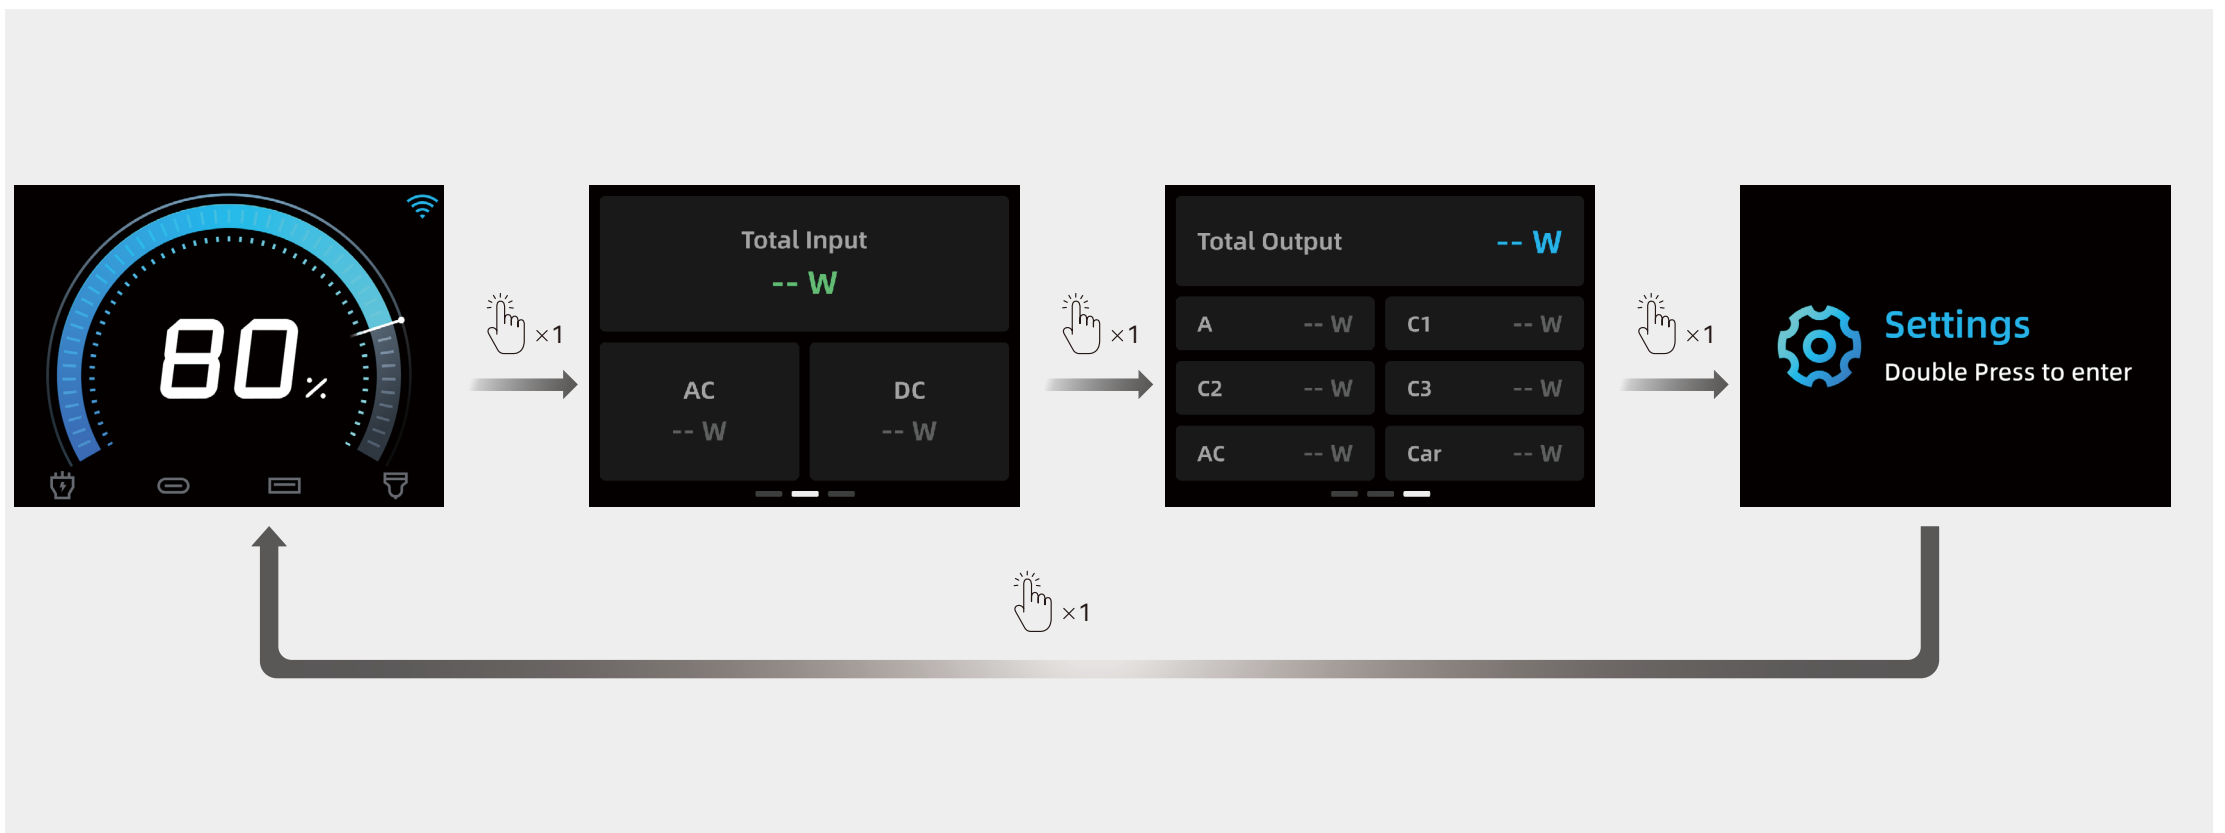 80%
×1
Total Input
-- W
AC
-- W
DC
-- W
×1
Total Output -- W
A -- W
C1 -- W
C2 -- W
C3 -- W
AC -- W
Car -- W
×1
Settings
Double Press to enter
×1